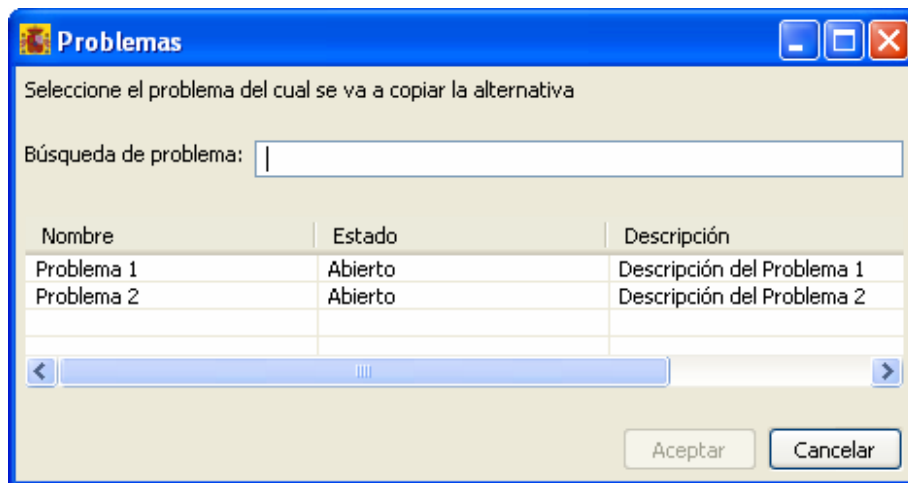 Problemas
Seleccione el problema del cual se va a copiar la alternativa
Búsqueda de problema:
Nombre Estado Descripción
Problema 1 Abierto Descripción del Problema 1
Problema 2 Abierto Descripción del Problema 2
Aceptar Cancelar